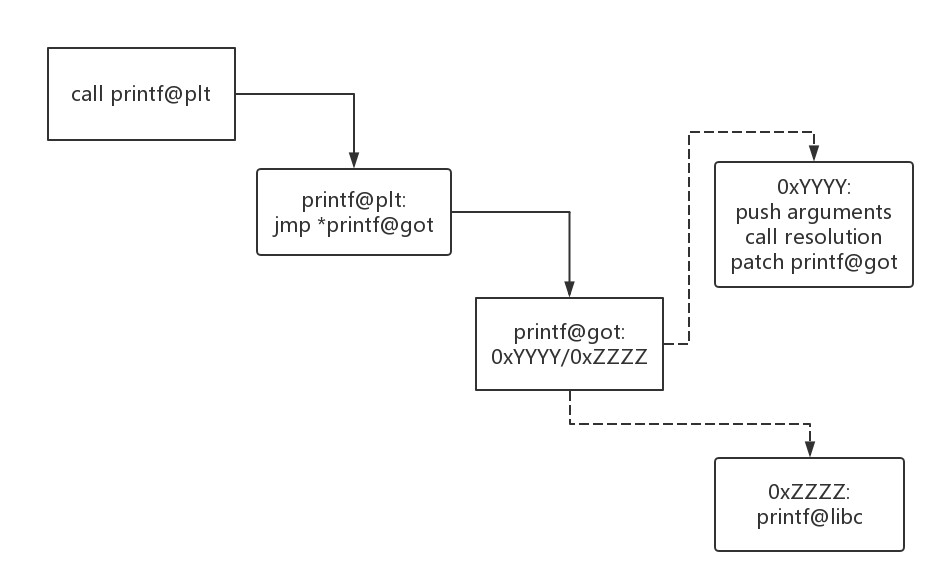 call printf@plt
printf@plt:
jmp *printf@got
0xYYYY:
push arguments
call resolution
patch printf@got
printf@got:
0xYYYY/0xZZZZ
0xZZZZ:
printf@libc